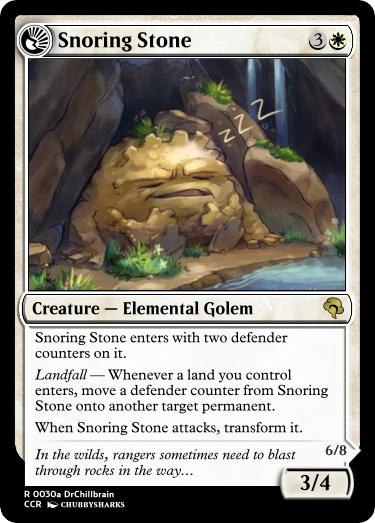 Snoring Stone 3
zzz
Creature — Elemental Golem
Snoring Stone enters with two defender
counters on it.
Landfall — Whenever a land you control
enters, move a defender counter from Snoring
Stone onto another target permanent.
When Snoring Stone attacks, transform it.
In the wilds, rangers sometimes need to blast
through rocks in the way…
6/8
3/4
R 0030a DrChillbrain
CCR CHUBBYSHARKS